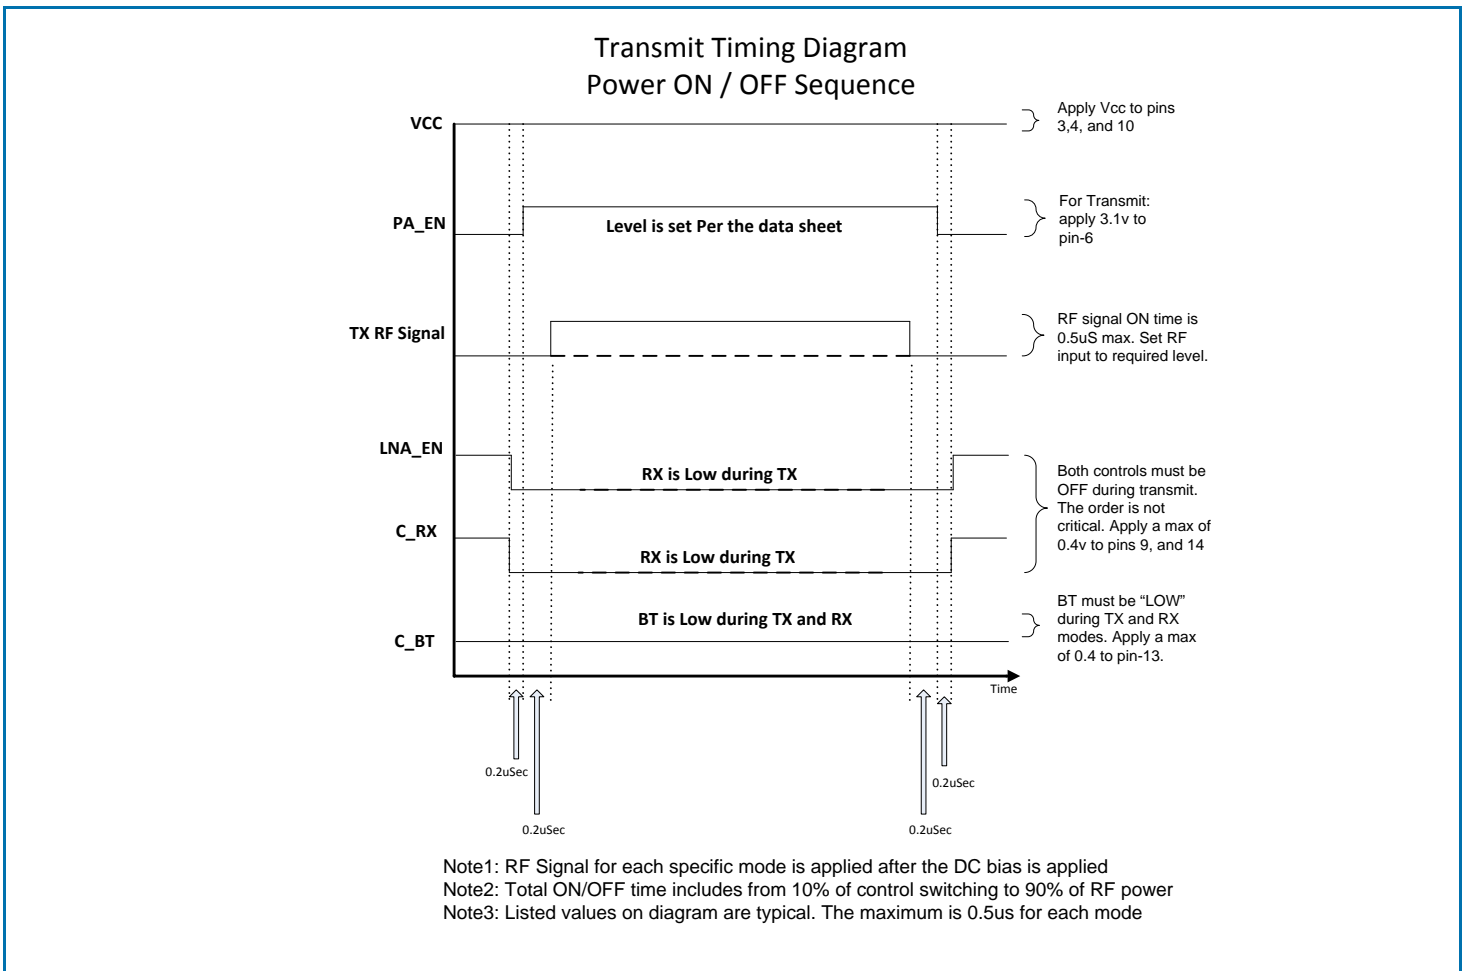 Transmit Timing Diagram
Power ON / OFF Sequence
VCC
Apply Vcc to pins
3,4, and 10
PA_EN
Level is set Per the data sheet
For Transmit:
apply 3.1v to
pin-6
TX RF Signal
RF signal ON time is
0.5uS max. Set RF
input to required level.
LNA_EN
RX is Low during TX
C_RX
RX is Low during TX
Both controls must be
OFF during transmit.
The order is not
critical. Apply a max of
0.4v to pins 9, and 14
BT is Low during TX and RX
C_BT
BT must be “LOW”
during TX and RX
modes. Apply a max
of 0.4 to pin-13.
Time
0.2uSec
0.2uSec
0.2uSec
0.2uSec
Note1: RF Signal for each specific mode is applied after the DC bias is applied
Note2: Total ON/OFF time includes from 10% of control switching to 90% of RF power
Note3: Listed values on diagram are typical. The maximum is 0.5us for each mode